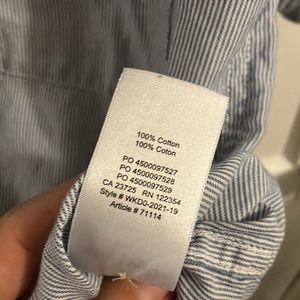 100% Cotton
100% Coton
PO 4500097527
PO 4500097528
PO 4500097529
CA 23725 RN 122354
Style # WKD0-2021-19
Article # 71114